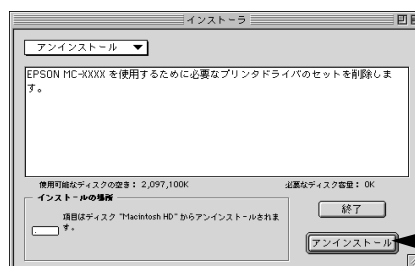 インストーラ
アンインストール
EPSON MC-XXXX を使用するために必要なプリンタドライバのセットを削除しま
す。
使用可能なディスクの空き： 2,097,100K 必要なディスク容量： 0K
インストールの場所
項目はディスク “Macintosh HD” からアンインストールされま
す。
終了
アンインストール